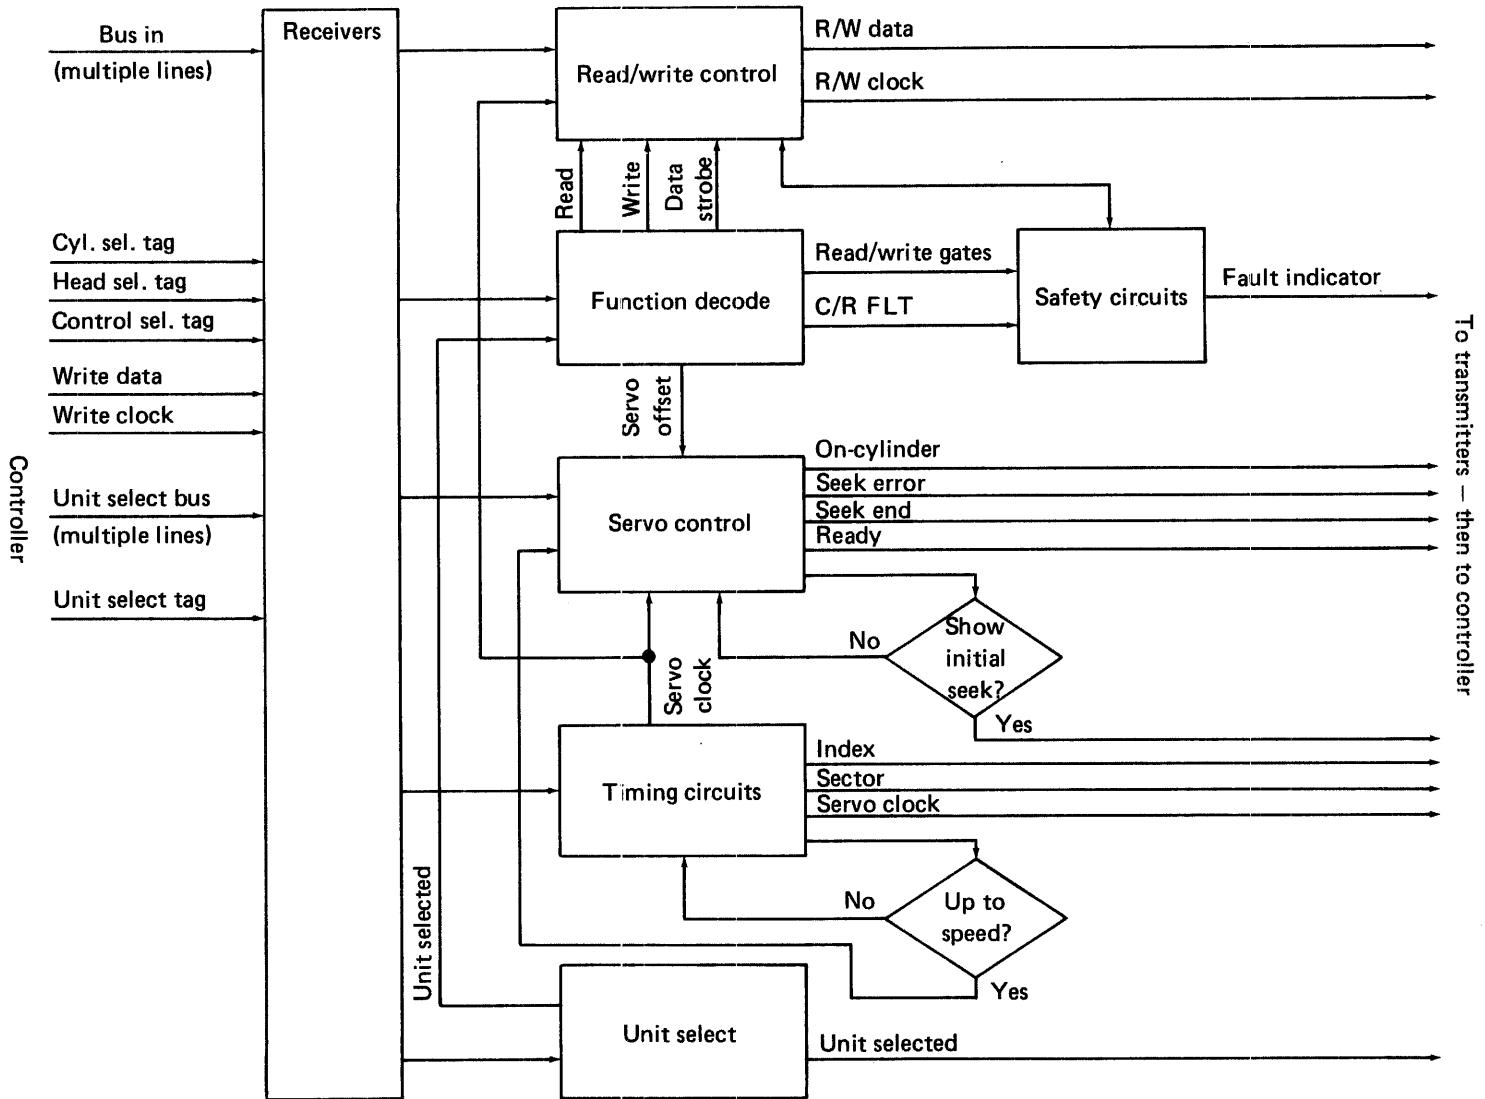 Bus in
(multiple lines)
Cyl. sel. tag
Head sel. tag
Control sel. tag
Write data
Write clock
Controller
Unit select bus
(multiple lines)
Unit select tag
Receivers
Read/write control
R/W data
R/W clock
Read
Write
Data
strobe
Function decode
Read/write gates
C/R FLT
Safety circuits
Fault indicator
Servo
offset
Servo control
On-cylinder
Seek error
Seek end
Ready
Show
initial
seek?
No
Yes
Servo
clock
Timing circuits
Index
Sector
Servo clock
Up to
speed?
No
Yes
Unit selected
Unit select
Unit selected
To transmitters — then to controller